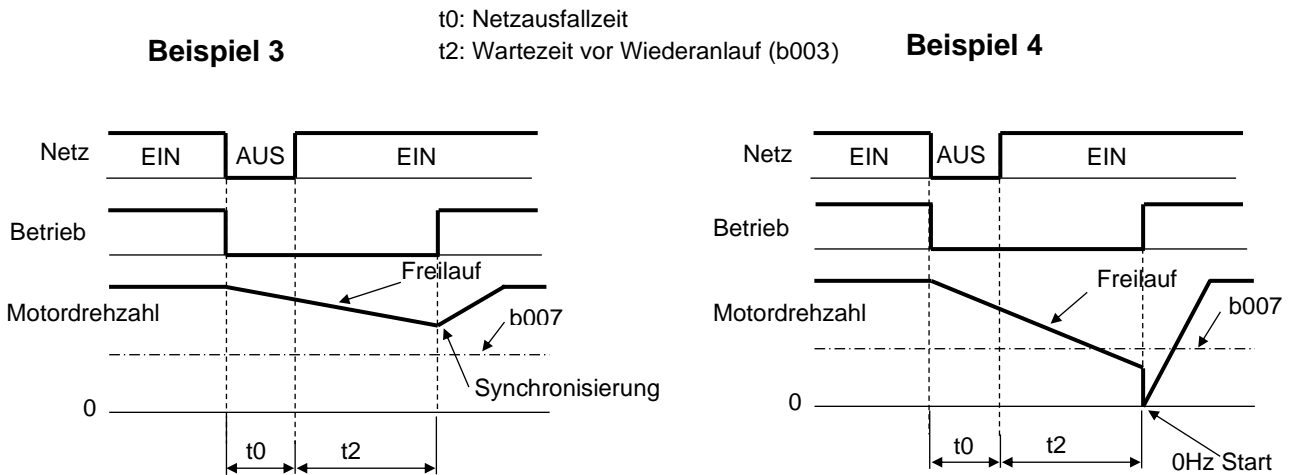 t0: Netzausfallzeit
t2: Wartezeit vor Wiederanlauf (b003)
Beispiel 3
Netz
EIN
AUS
EIN
Betrieb
Freilauf
Motordrehzahl
b007
Synchronisierung
0
t0
t2
Beispiel 4
Netz
EIN
AUS
EIN
Betrieb
Freilauf
Motordrehzahl
b007
0
t0
t2
0Hz Start